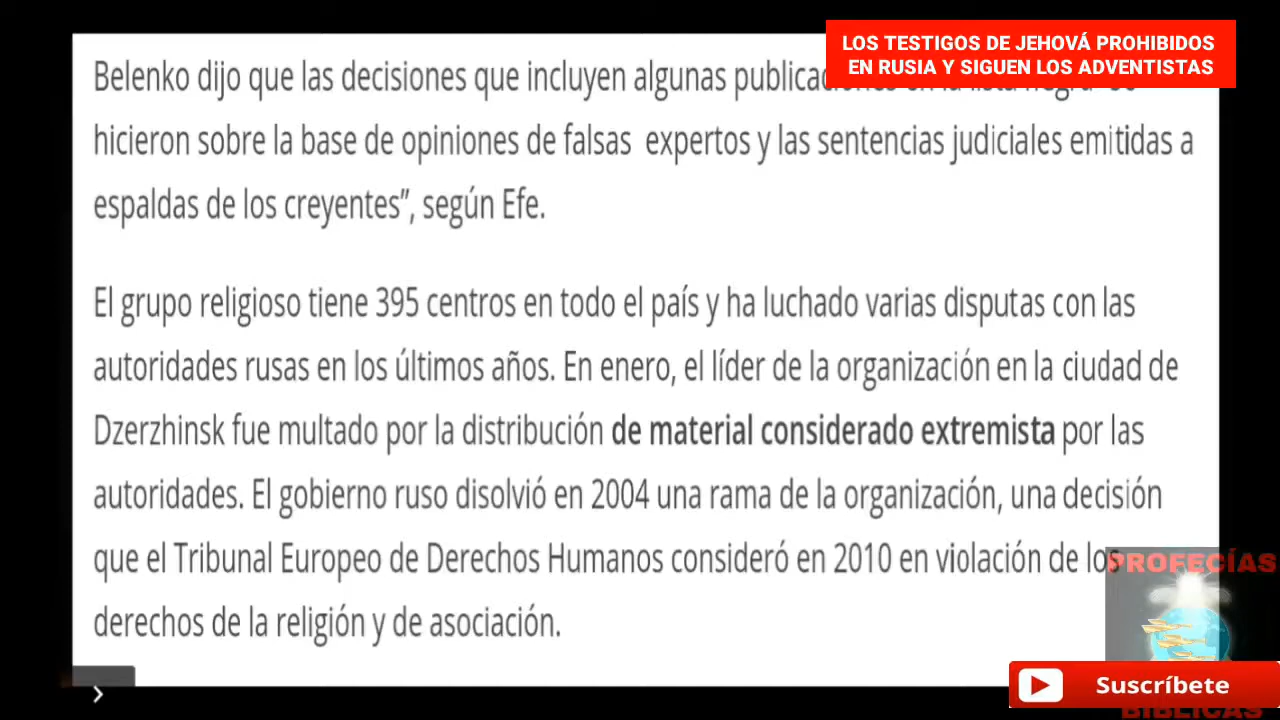 LOS TESTIGOS DE JEHOVÁ PROHIBIDOS
EN RUSIA Y SIGUEN LOS ADVENTISTAS
Belenko dijo que las decisiones que incluyen algunas publicaciones en la lista negra
hicieron sobre la base de opiniones de falsas expertos y las sentencias judiciales emitidas a
espaldas de los creyentes”, según Efe.
El grupo religioso tiene 395 centros en todo el país y ha luchado varias disputas con las
autoridades rusas en los últimos años. En enero, el líder de la organización en la ciudad de
Dzerzhinsk fue multado por la distribución de material considerado extremista por las
autoridades. El gobierno ruso disolvió en 2004 una rama de la organización, una decisión
que el Tribunal Europeo de Derechos Humanos consideró en 2010 en violación de los
derechos de la religión y de asociación.
PROFECÍAS
Suscríbete
BÍBLICAS